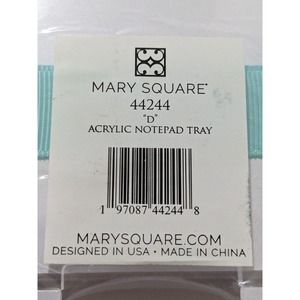 MARY SQUARE®
44244
"D"
ACRYLIC NOTEPAD TRAY
1 97087 44244 8
MARYSQUARE.COM
DESIGNED IN USA • MADE IN CHINA